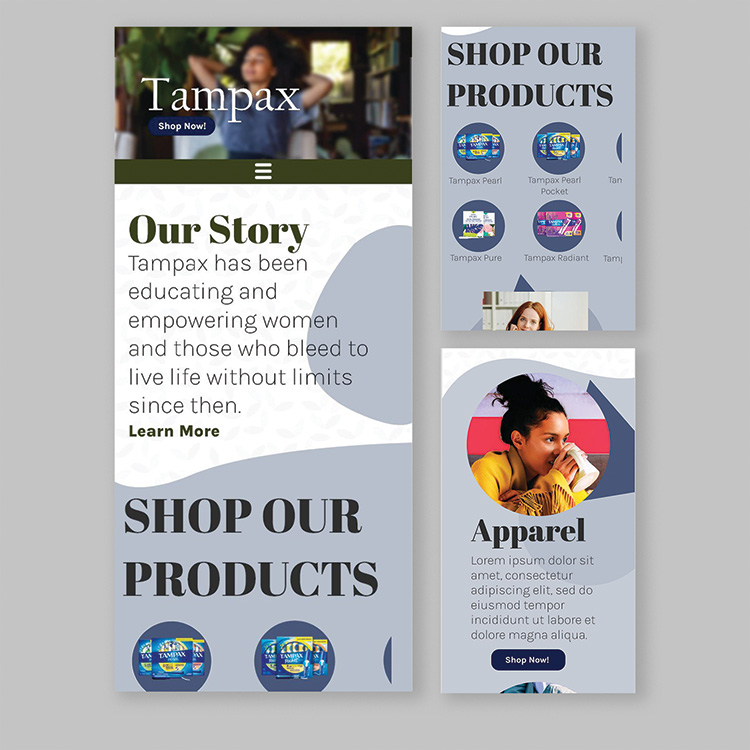 Tampax
Shop Now!
Our Story
Tampax has been
educating and
empowering women
and those who bleed to
live life without limits
since then.
Learn More
SHOP OUR
PRODUCTS
TAMPAX
TAMPAX
SHOP OUR
PRODUCTS
Tampax Pearl
Tampax Pearl
Pocket
Tam
Tampax Pure
Tampax Radiant
Tamp
Apparel
Lorem ipsum dolor sit
amet, consectetur
adipiscing elit, sed do
eiusmod tempor
incididunt ut labore et
dolore magna aliqua.
Shop Now!